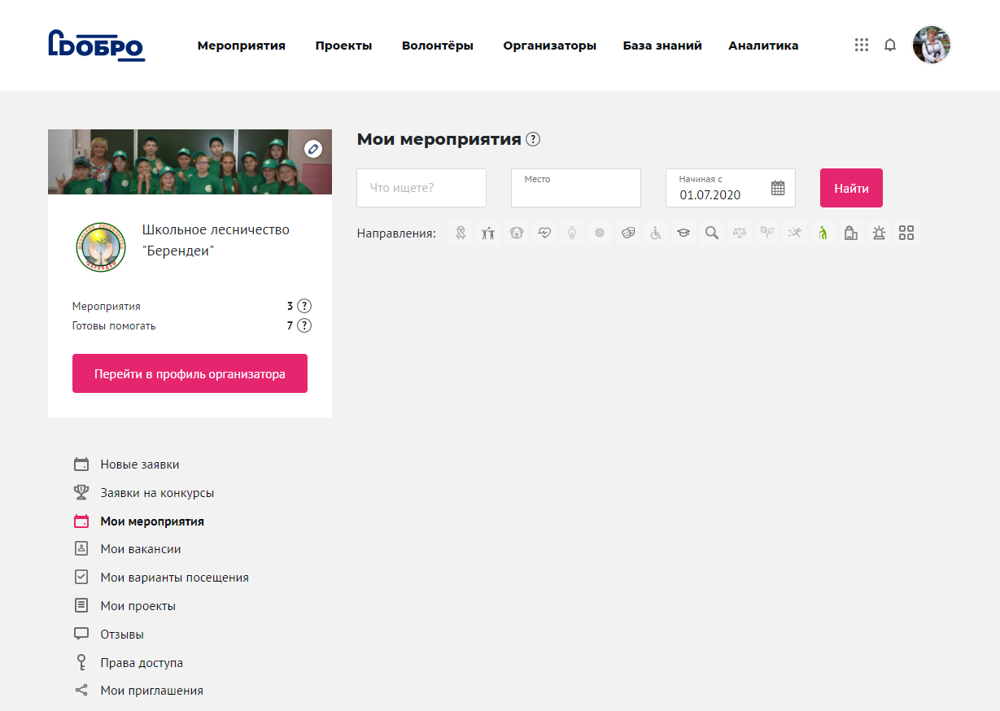 ДОБРО
Мероприятия
Проекты
Волонтёры
Организаторы
База знаний
Аналитика
Мои мероприятия ?
Что ищете?
Место
Начиная с
01.07.2020
Найти
Направления:
Школьное лесничество
"Берендеи"
Мероприятия 3 ?
Готовы помогать 7 ?
Перейти в профиль организатора
Новые заявки
Заявки на конкурсы
Мои мероприятия
Мои вакансии
Мои варианты посещения
Мои проекты
Отзывы
Права доступа
Мои приглашения